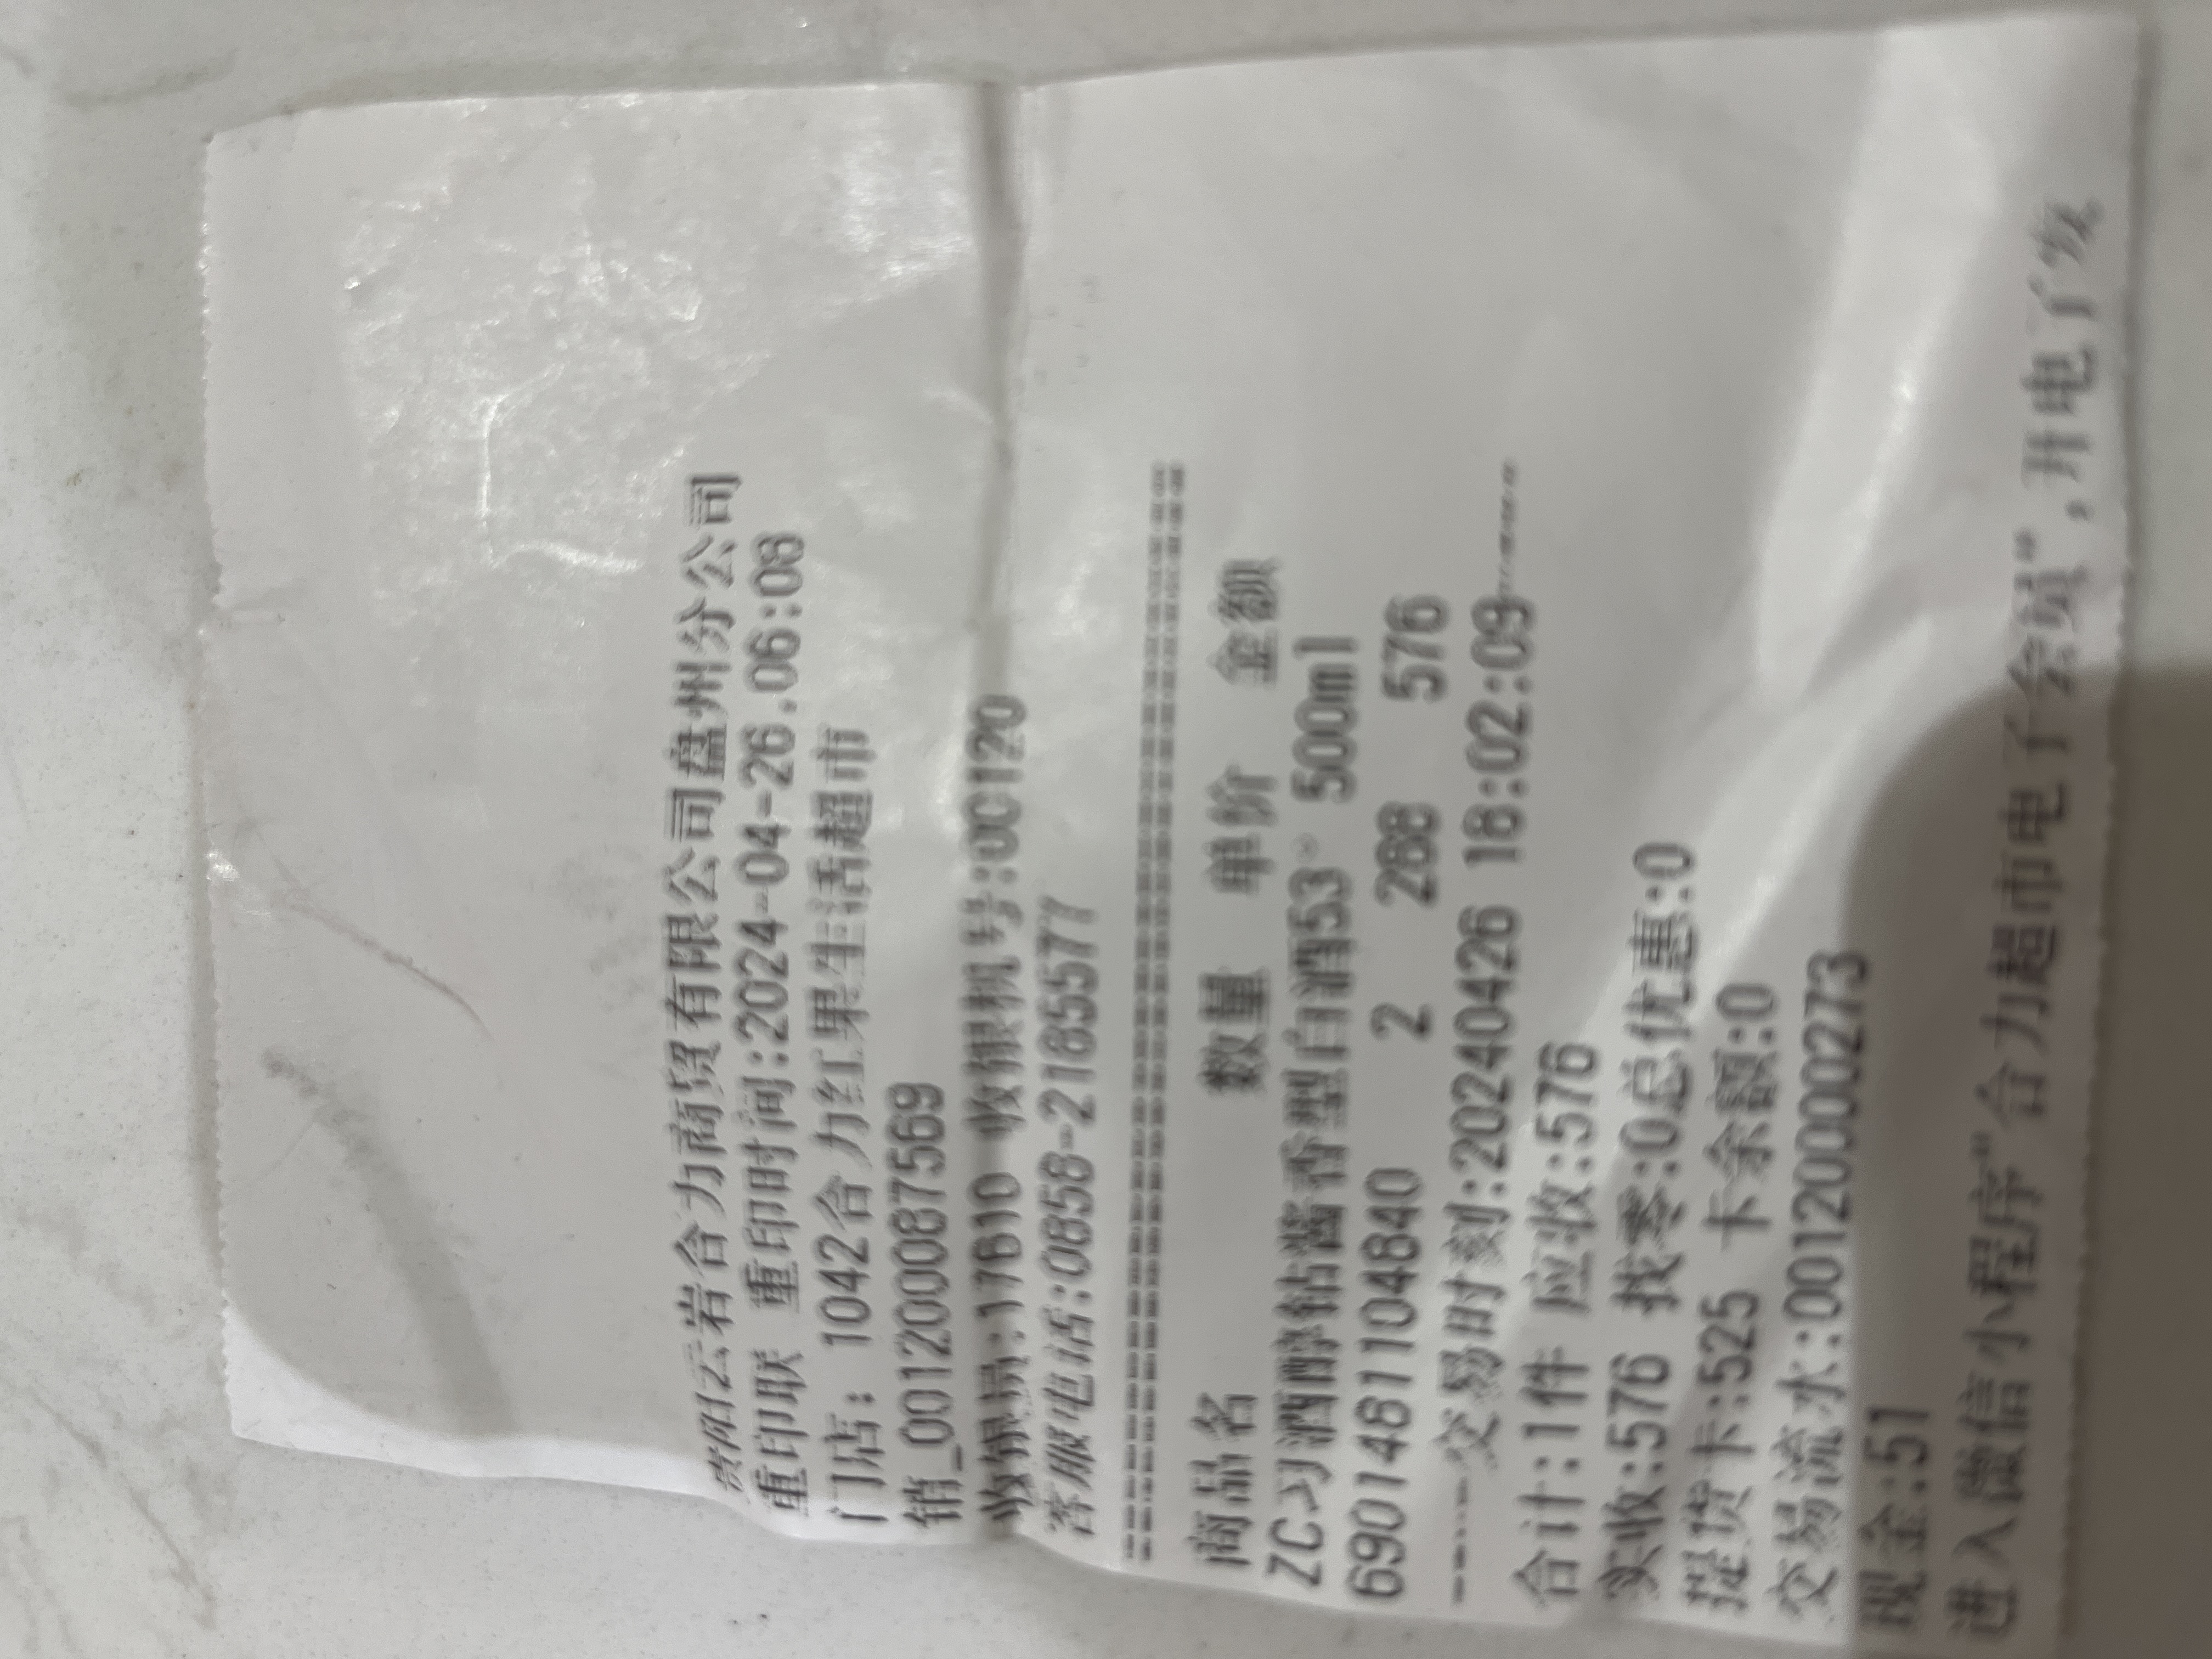 贵阳云岩合力商贸有限公司盘州分公司
重印联 重印时间:2024-04-26.06:08
门店: 1042合力红果生活超市
销_0012000087569
收银员:17610 收银机号:00120
客服电话:0858-2185577
商品名 数量 单价 金额
ZC习酒醇钻酱香型白酒53° 500ml
6901481104840 2 288 576
----交易时刻:20240426 18:02:09----
合计:1件 应收:576
实收:576 找零:0总优惠:0
提货卡:525 卡余额:0
交易流水:00120000273
现金:51
进入微信小程序"合力超市电子会员",开电子发